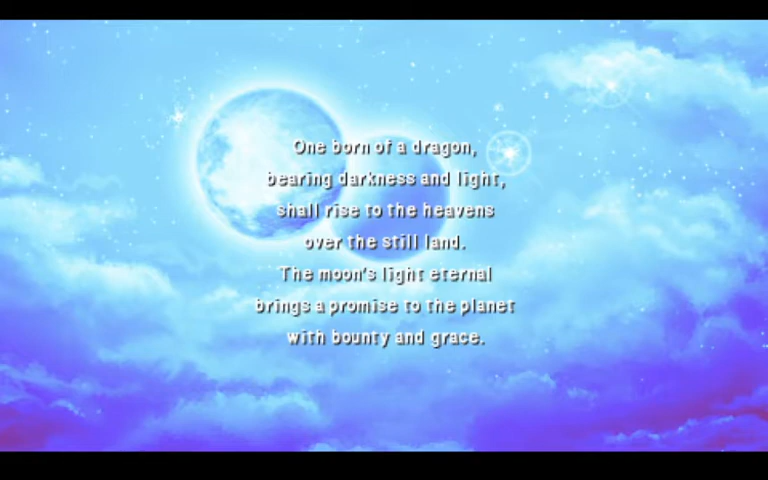 One born of a dragon,
bearing darkness and light,
shall rise to the heavens
over the still land.
The moon's light eternal
brings a promise to the planet
with bounty and grace.